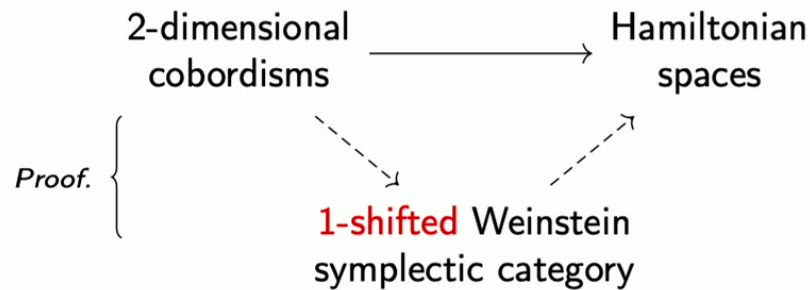 2-dimensional
cobordisms
Hamiltonian
spaces
Proof.
1-shifted Weinstein
symplectic category